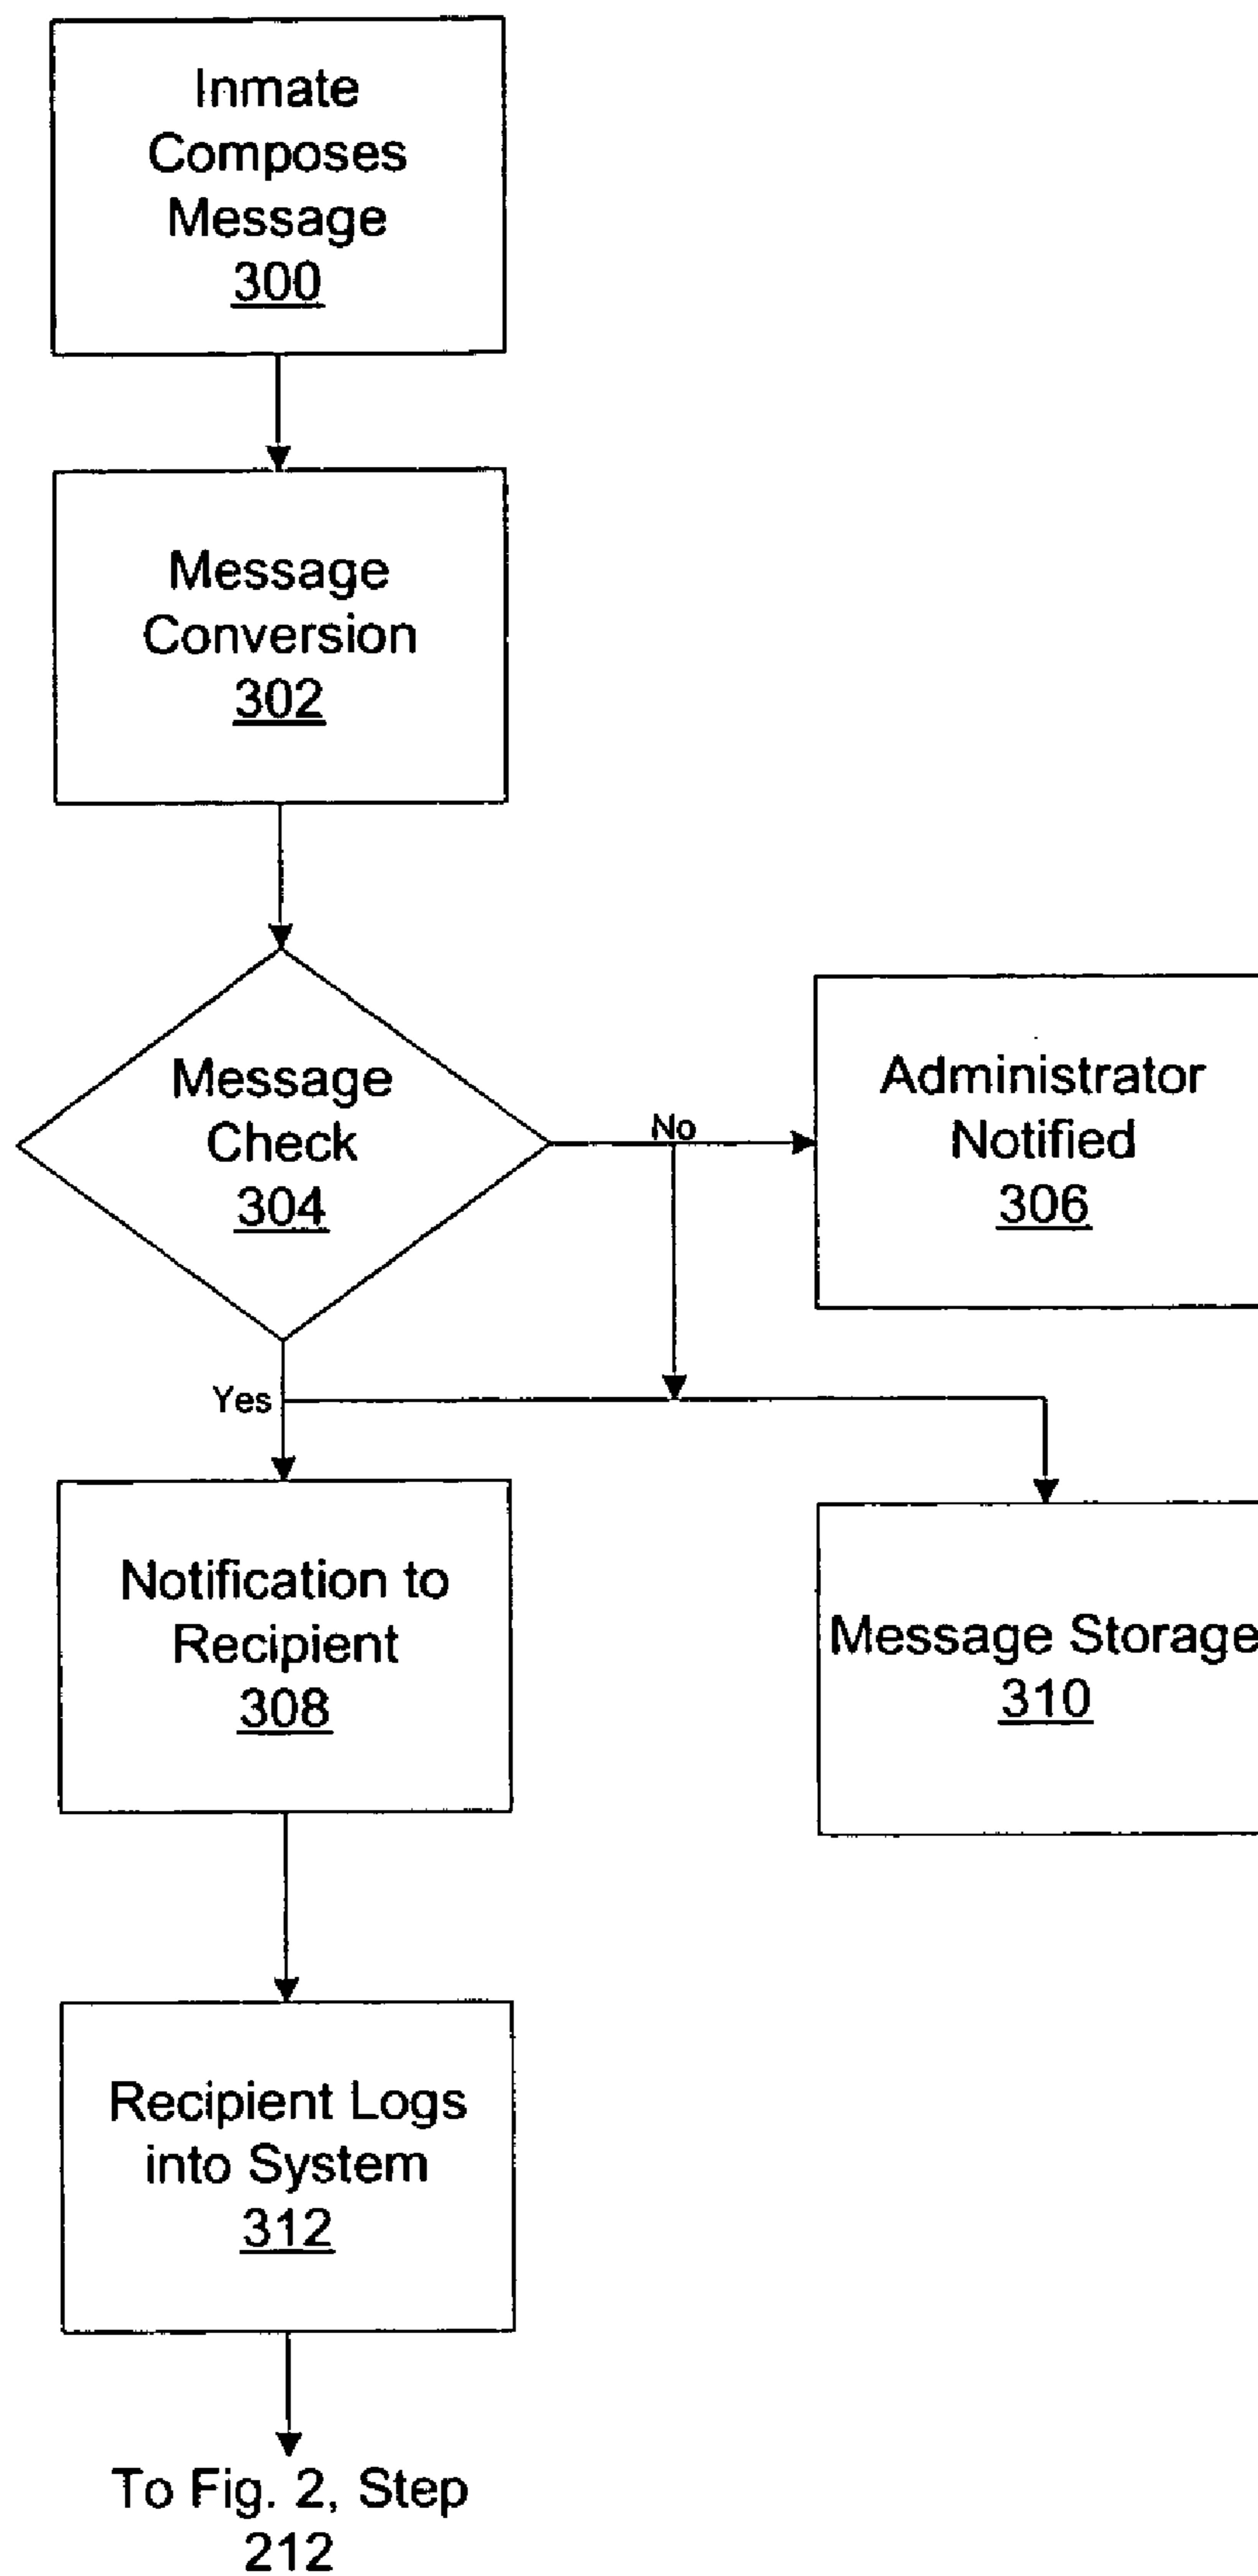 Inmate
Composes
Message
300
Message
Conversion
302
Message
Check
304
No
Administrator
Notified
306
Yes
Notification to
Recipient
308
Message Storage
310
Recipient Logs
into System
312
To Fig. 2, Step
212